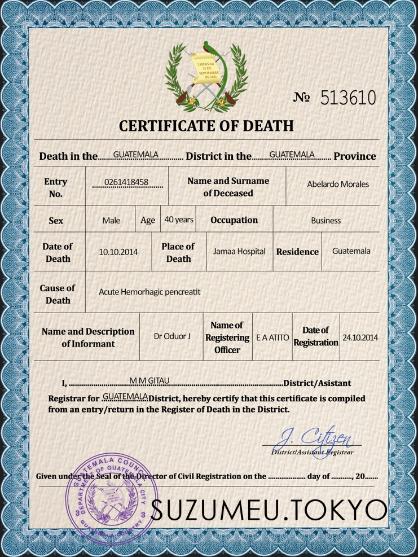 № 513610
CERTIFICATE OF DEATH
Death in the GUATEMALA District in the GUATEMALA Province
Entry No. 0261418458 Name and Surname of Deceased Abelardo Morales
Sex Male Age 40 years Occupation Business
Date of Death 10.10.2014 Place of Death Jamaa Hospital Residence Guatemala
Cause of Death Acute Hemorhagic pencreatit
Name and Description of Informant Dr Oduor J Name of Registering Officer E A ATITO Date of Registration 24.10.2014
I, M M GITAU District/Asistant
Registrar for GUATEMALA District, hereby certify that this certificate is compiled
from an entry/return in the Register of Death in the District.
J. Citizen
District/Assistant Registrar
Given under the Seal of the Director of Civil Registration on the ............... day of ........, 20......
SUZUMEU.TOKYO